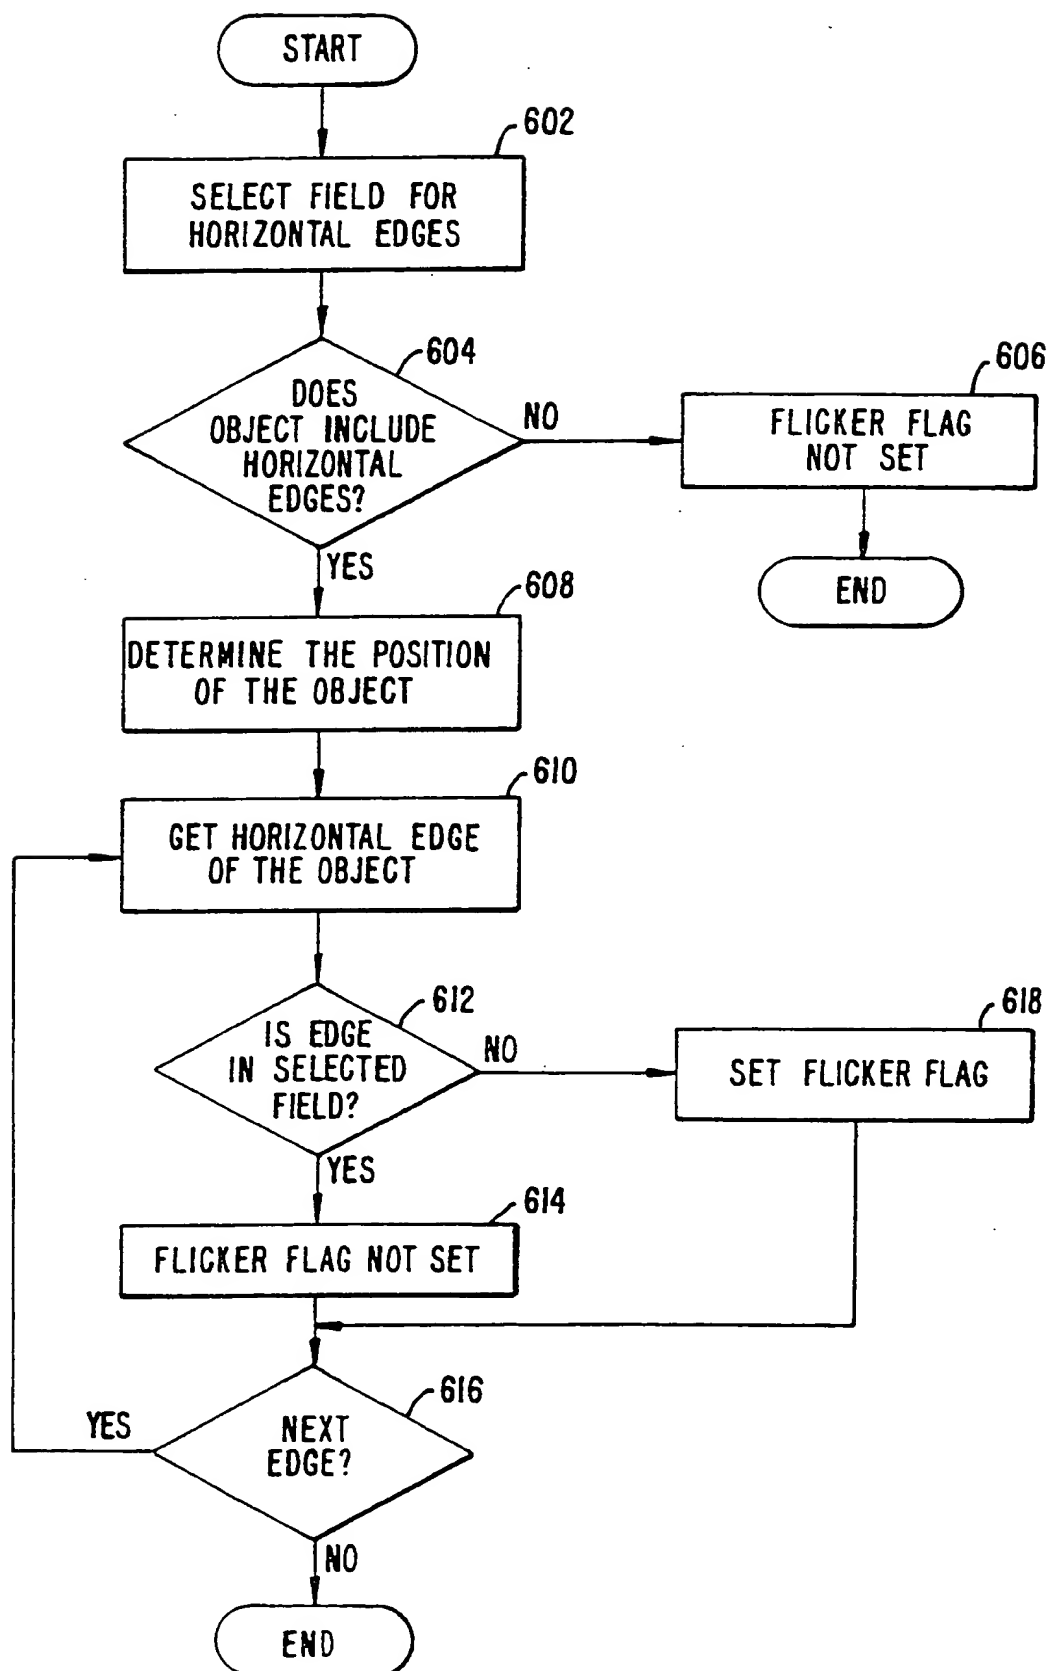 START
602
SELECT FIELD FOR
HORIZONTAL EDGES
604
DOES
OBJECT INCLUDE
HORIZONTAL
EDGES?
NO
606
FLICKER FLAG
NOT SET
END
YES
608
DETERMINE THE POSITION
OF THE OBJECT
610
GET HORIZONTAL EDGE
OF THE OBJECT
612
IS EDGE
IN SELECTED
FIELD?
NO
618
SET FLICKER FLAG
YES
614
FLICKER FLAG NOT SET
616
NEXT
EDGE?
YES
NO
END